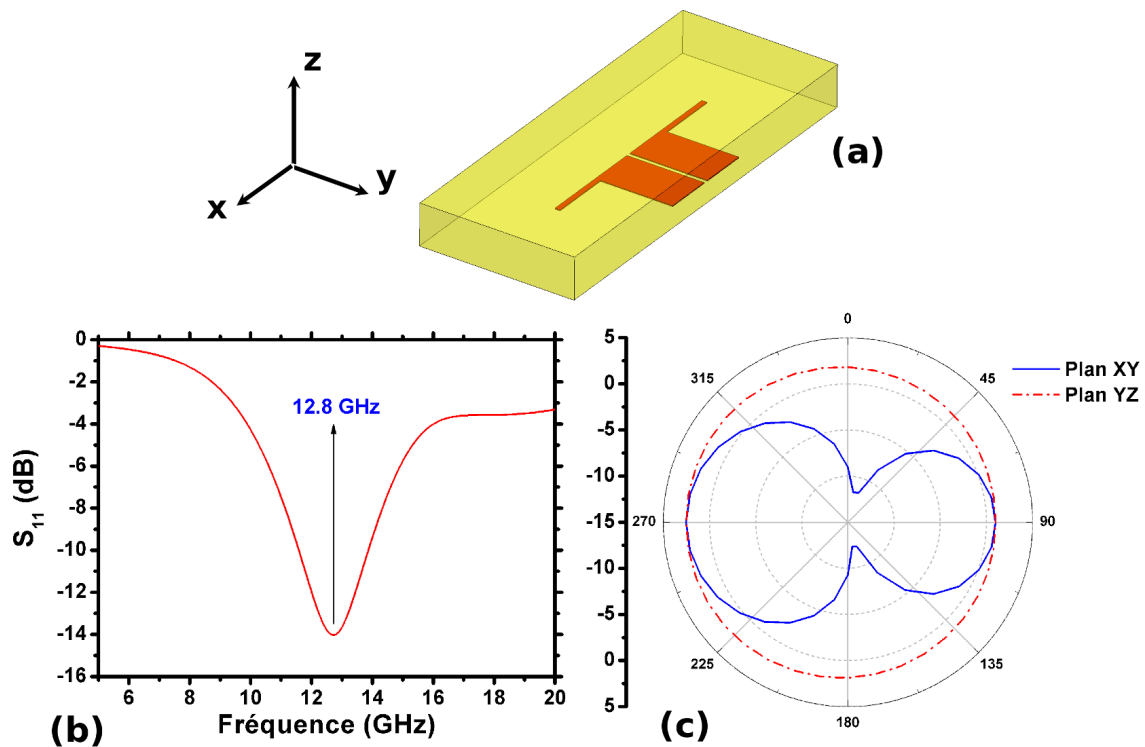 z
y
x
(a)
0
-2
-4
-6
-8
-10
-12
-14
-16
S11 (dB)
12.8 GHz
6 8 10 12 14 16 18 20
Fréquence (GHz)
(b)
5
0
-5
-10
-15
-10
-5
0
5
0
45
90
135
180
225
270
315
Plan XY
Plan YZ
(c)